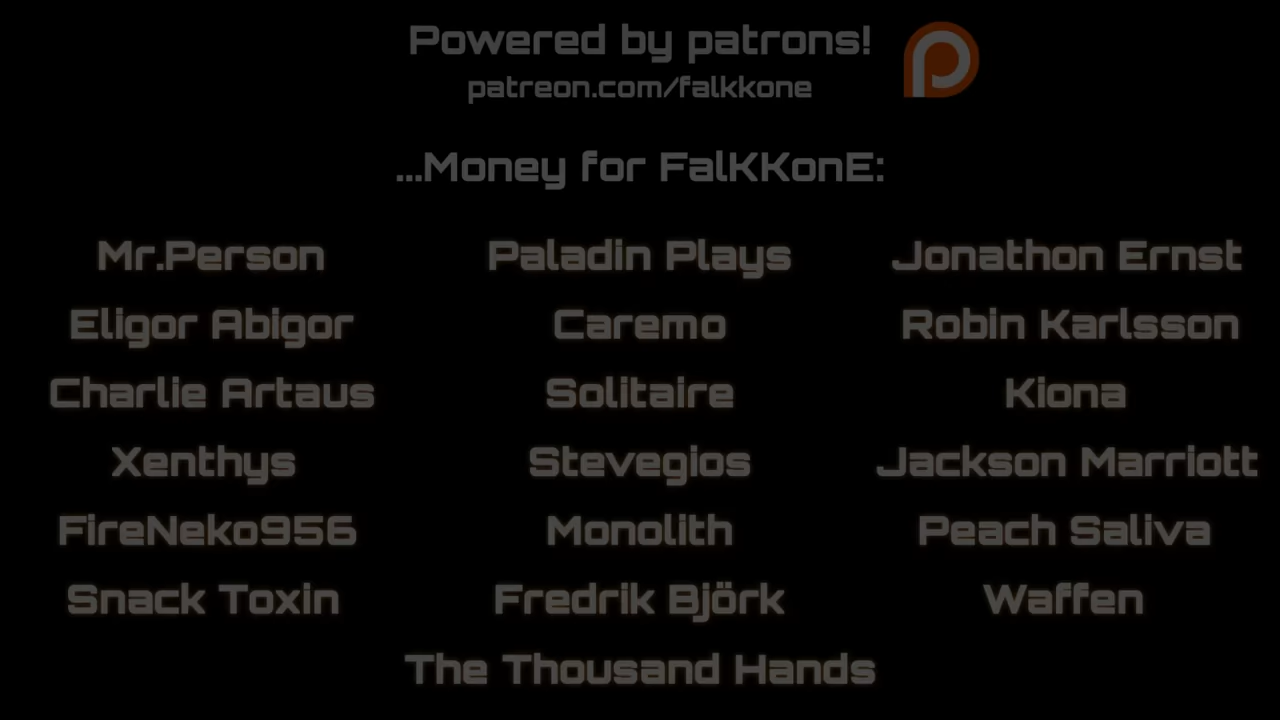 Powered by patrons!
patreon.com/falkkone
...Money for FalKKonE:
Mr.Person Paladin Plays Jonathon Ernst
Eligor Abigor Caremo Robin Karlsson
Charlie Artaus Solitaire Kiona
Xenthys Stevegios Jackson Marriott
FireNeko956 Monolith Peach Saliva
Snack Toxin Fredrik Björk Waffen
The Thousand Hands